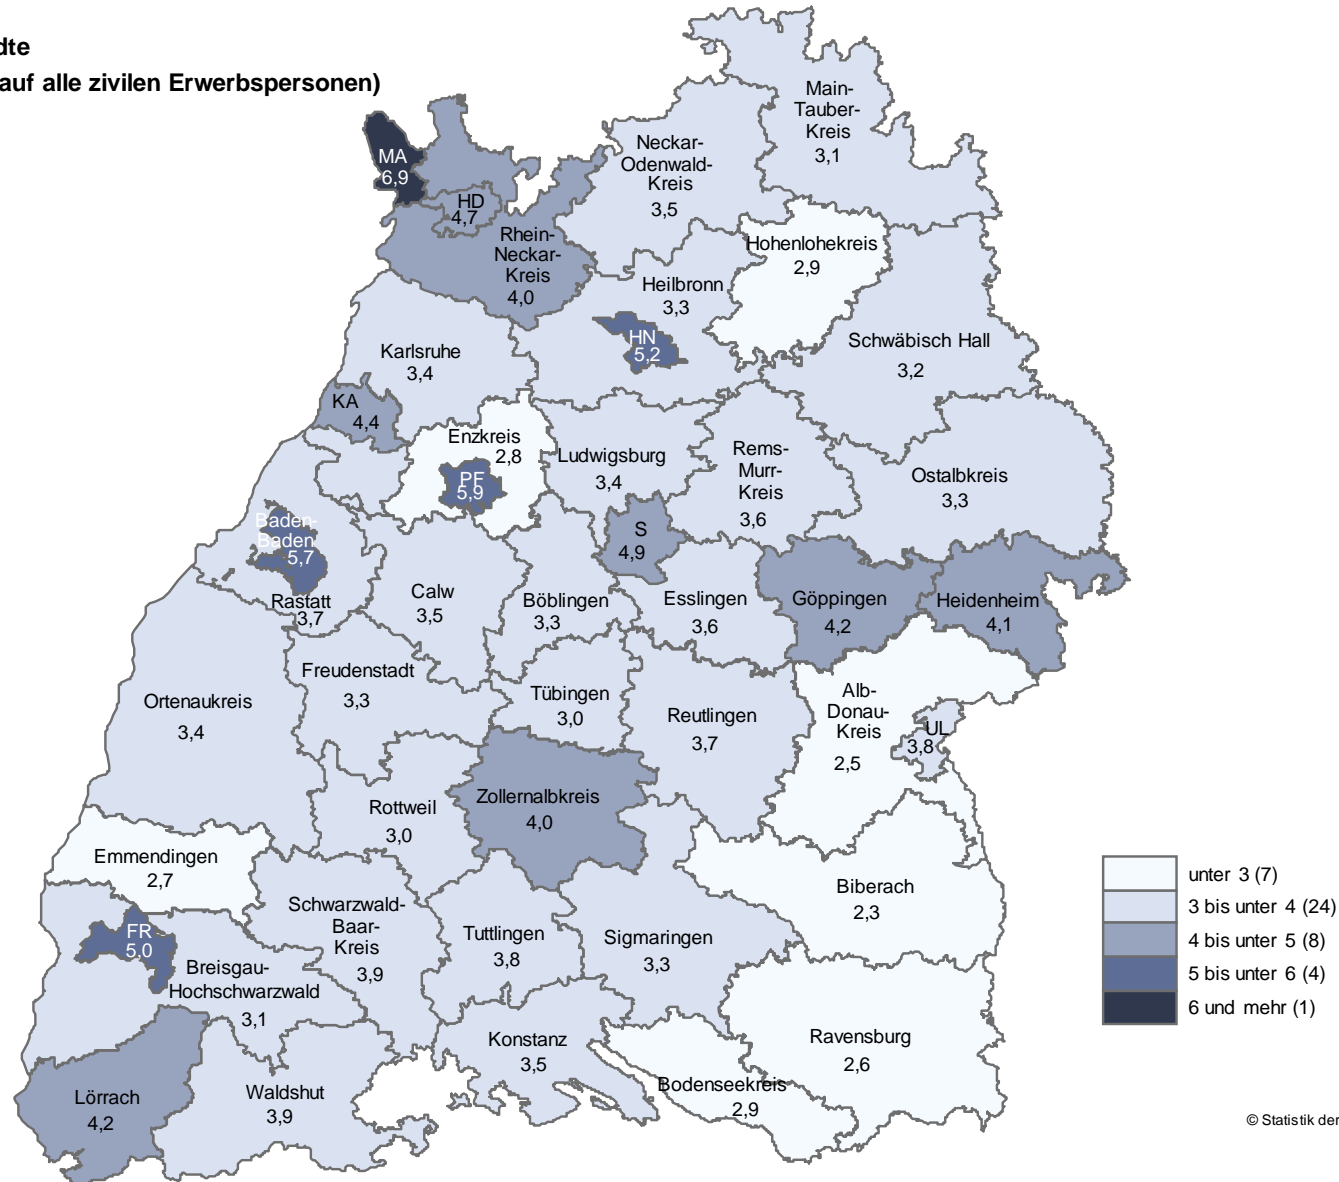 dte
auf alle zivilen Erwerbspersonen)
Main-
Tauber-
Kreis
3,1
Neckar-
Odenwald-
Kreis
3,5
MA
6,9
HD
4,7
Rhein-
Neckar-
Kreis
4,0
Hohenlohekreis
2,9
Heilbronn
3,3
HN
5,2
Schwäbisch Hall
3,2
Karlsruhe
3,4
KA
4,4
Enzkreis
2,8
PF
5,9
Ludwigsburg
3,4
Rems-
Murr-
Kreis
3,6
Ostalbkreis
3,3
Baden-
Baden
5,7
S
4,9
Rastatt
3,7
Calw
3,5
Böblingen
3,3
Esslingen
3,6
Göppingen
4,2
Heidenheim
4,1
Freudenstadt
3,3
Ortenaukreis
3,4
Tübingen
3,0
Reutlingen
3,7
Alb-
Donau-
Kreis
2,5
UL
3,8
Rottweil
3,0
Zollernalbkreis
4,0
Emmendingen
2,7
Biberach
2,3
Schwarzwald-
Baar-
Kreis
3,9
Tuttlingen
3,8
Sigmaringen
3,3
FR
5,0
Breisgau-
Hochschwarzwald
3,1
Konstanz
3,5
Ravensburg
2,6
Bodenseekreis
2,9
Lörrach
4,2
Waldshut
3,9
unter 3 (7)
3 bis unter 4 (24)
4 bis unter 5 (8)
5 bis unter 6 (4)
6 und mehr (1)
© Statistik der